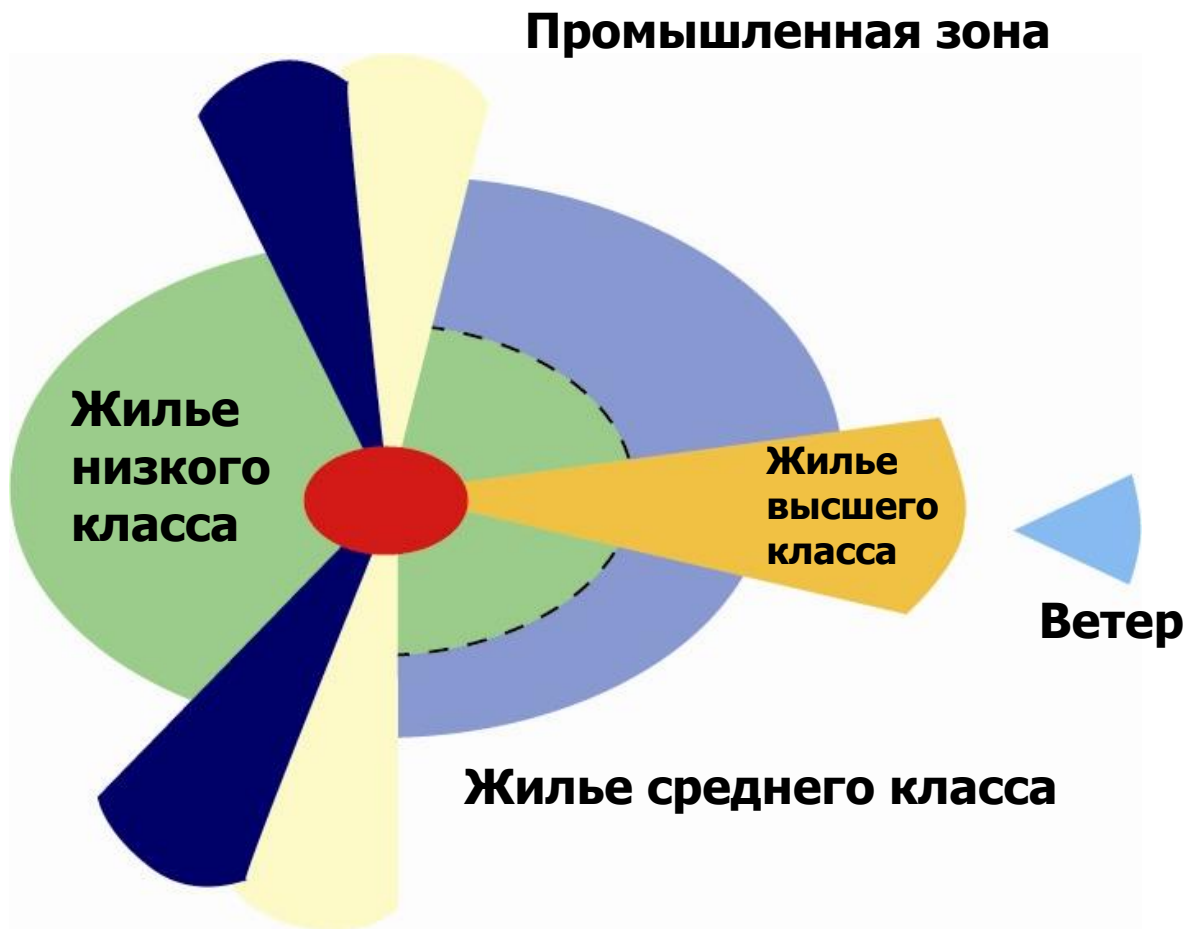 Промышленная зона
Жилье
низкого
класса
Жилье
высшего
класса
Ветер
Жилье среднего класса